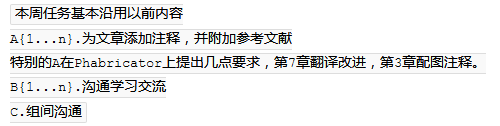 本周任务基本沿用以前内容
A{1...n}.为文章添加注释，并附加参考文献
特别的A在Phabricator上提出几点要求，第7章翻译改进，第3章配图注释。
B{1...n}.沟通学习交流
C.组间沟通